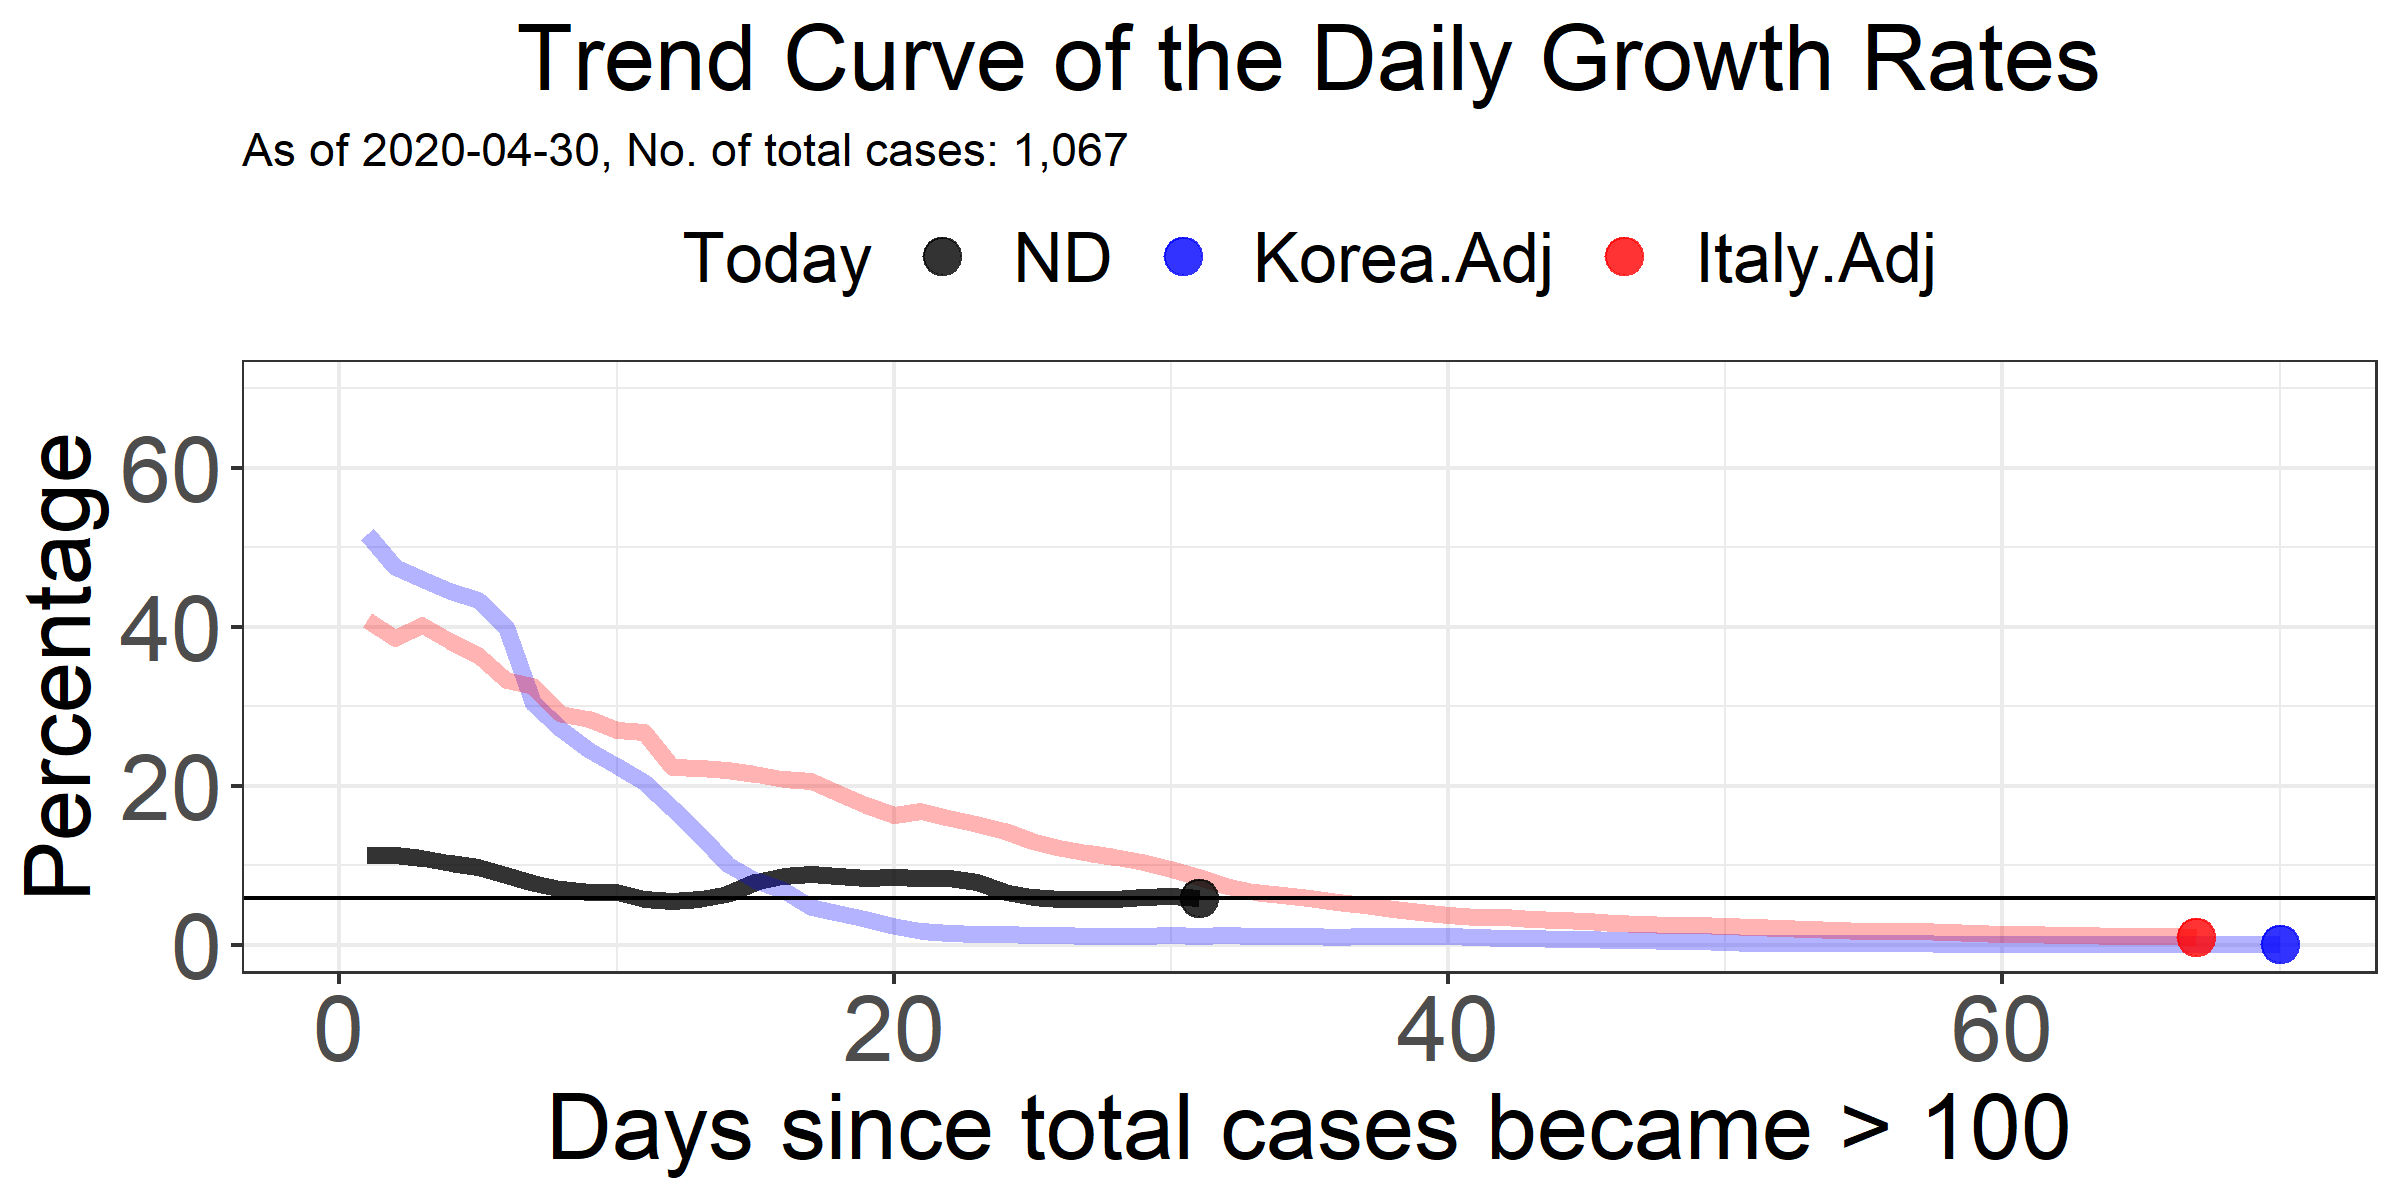 Trend Curve of the Daily Growth Rates
As of 2020-04-30, No. of total cases: 1,067
Today ND Korea.Adj Italy.Adj
Percentage
60
40
20
0
0 20 40 60
Days since total cases became > 100